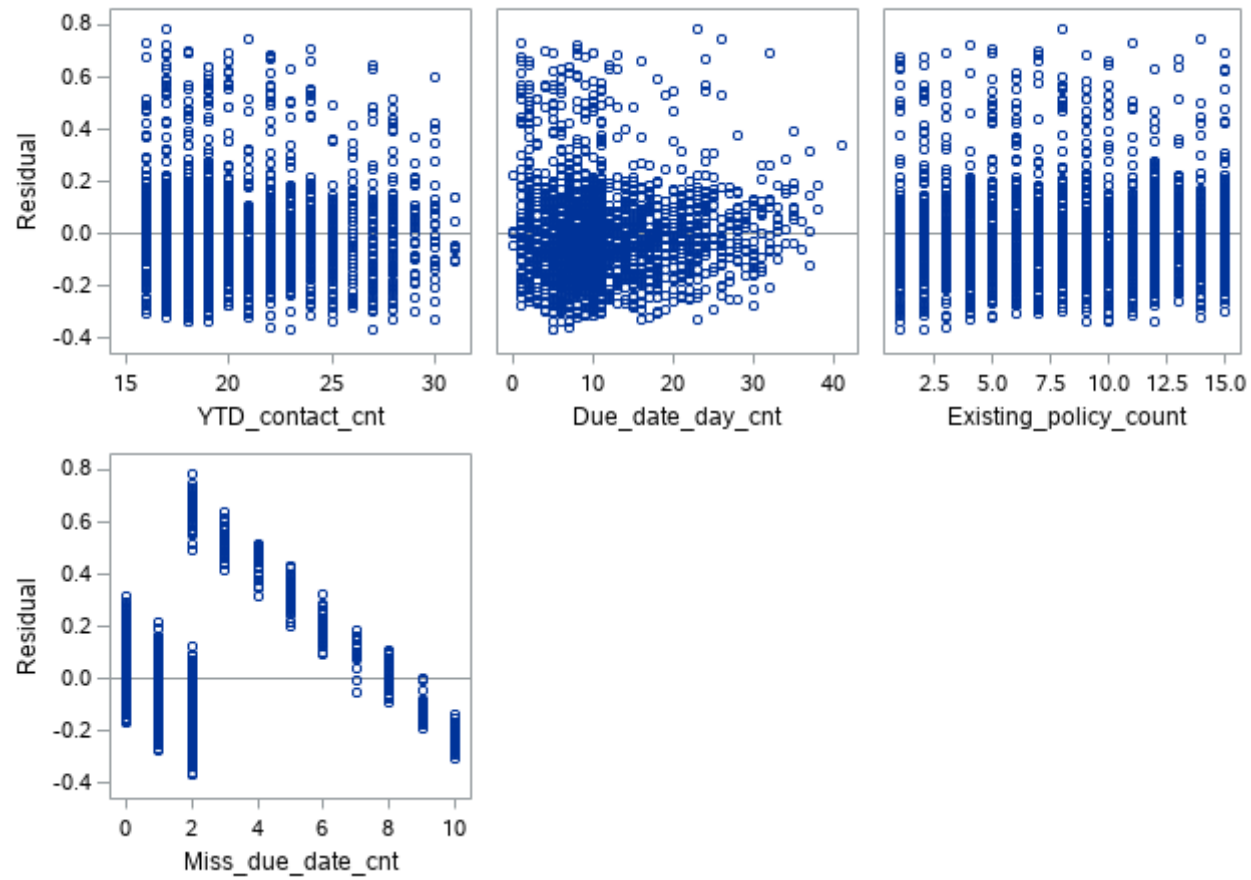 Residual
0.8
0.6
0.4
0.2
0.0
-0.2
-0.4
15 20 25 30
YTD_contact_cnt
0 10 20 30 40
Due_date_day_cnt
2.5 5.0 7.5 10.0 12.5 15.0
Existing_policy_count
Residual
0.8
0.6
0.4
0.2
0.0
-0.2
-0.4
0 2 4 6 8 10
Miss_due_date_cnt